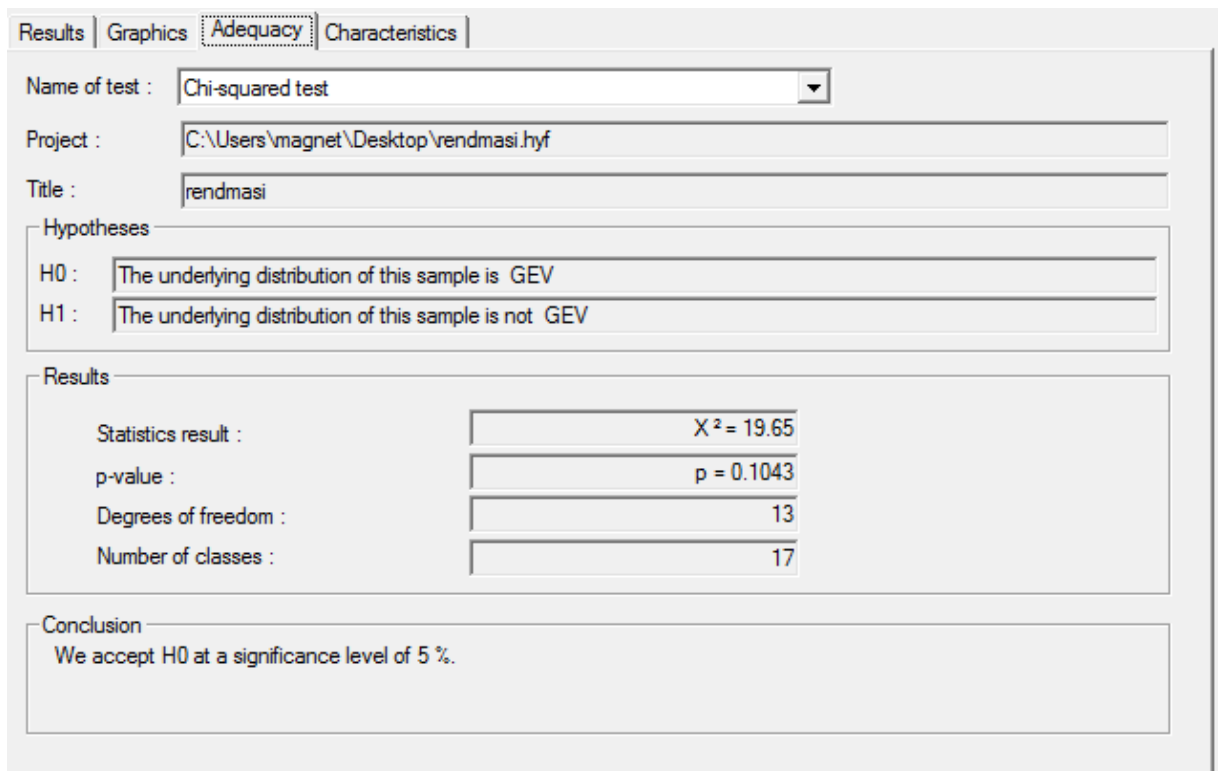 Results Graphics Adequacy Characteristics
Name of test : Chi-squared test
Project : C:\Users\magnet\Desktop\rendmasi.hyf
Title : rendmasi
Hypotheses
H0 : The underlying distribution of this sample is  GEV
H1 : The underlying distribution of this sample is not  GEV
Results
Statistics result : X² = 19.65
p-value : p = 0.1043
Degrees of freedom : 13
Number of classes : 17
Conclusion
We accept H0 at a significance level of 5 %.